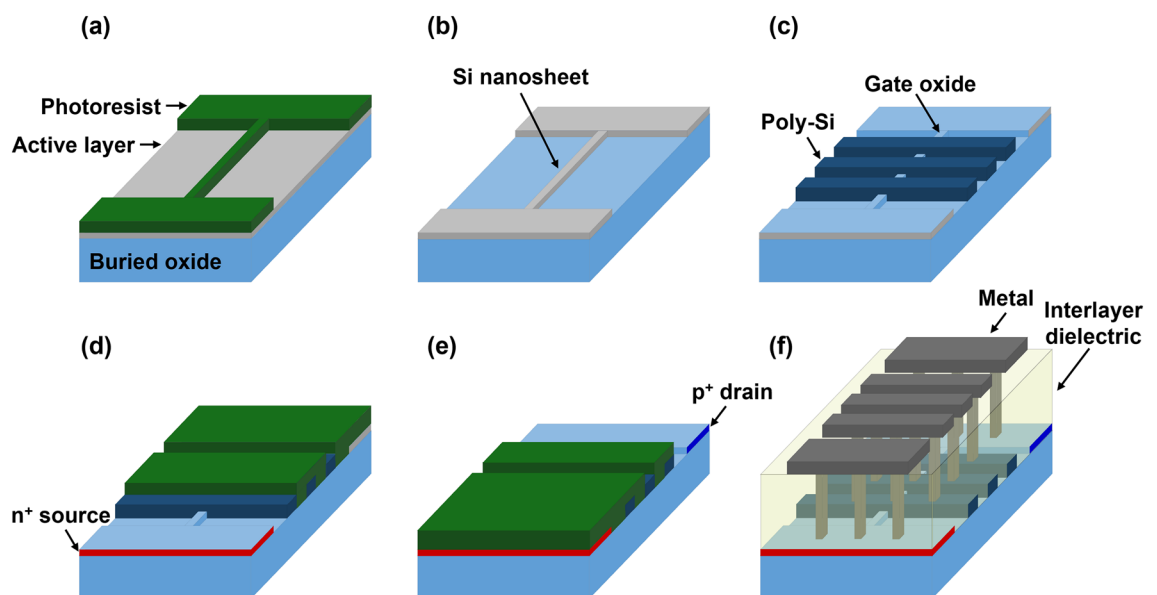 (a)
(b)
(c)
Photoresist
Active layer
Buried oxide
Si nanosheet
Gate oxide
Poly-Si
(d)
(e)
(f)
n⁺ source
p⁺ drain
Metal
Interlayer
dielectric